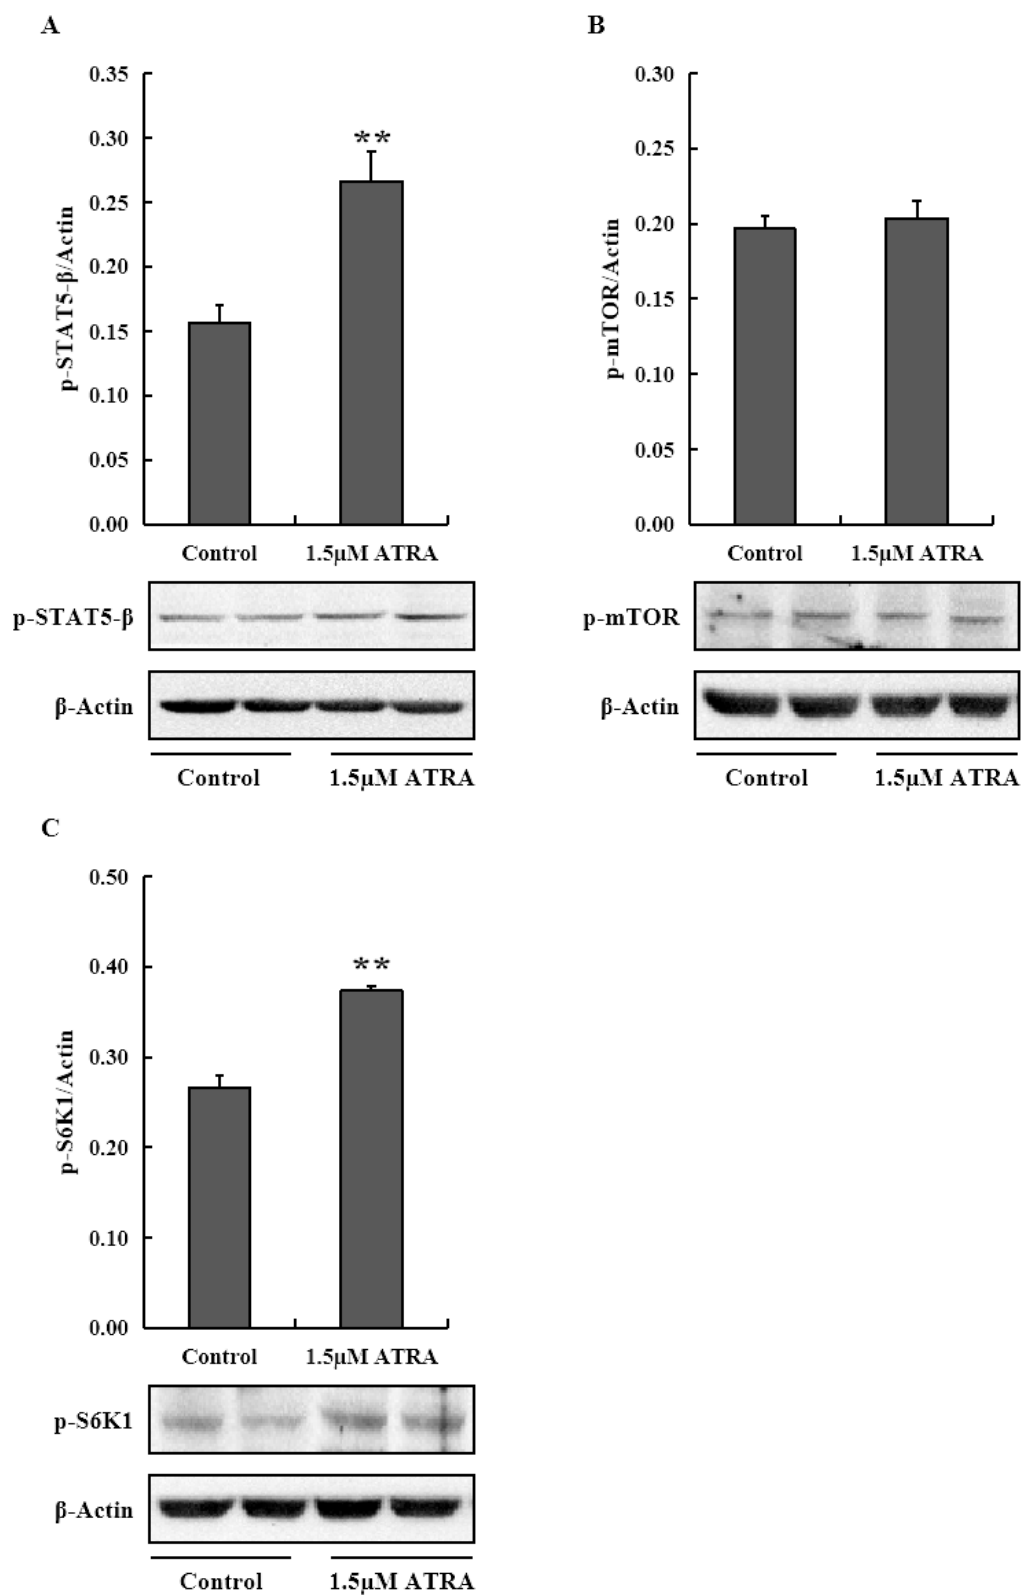 A
0.35
0.30
0.25
0.20
0.15
0.10
0.05
0.00
p-STAT5-β/Actin
**
Control 1.5μM ATRA
p-STAT5-β
β-Actin
Control 1.5μM ATRA
B
0.30
0.25
0.20
0.15
0.10
0.05
0.00
p-mTOR/Actin
Control 1.5μM ATRA
p-mTOR
β-Actin
Control 1.5μM ATRA
C
0.50
0.40
0.30
0.20
0.10
0.00
p-S6K1/Actin
**
Control 1.5μM ATRA
p-S6K1
β-Actin
Control 1.5μM ATRA